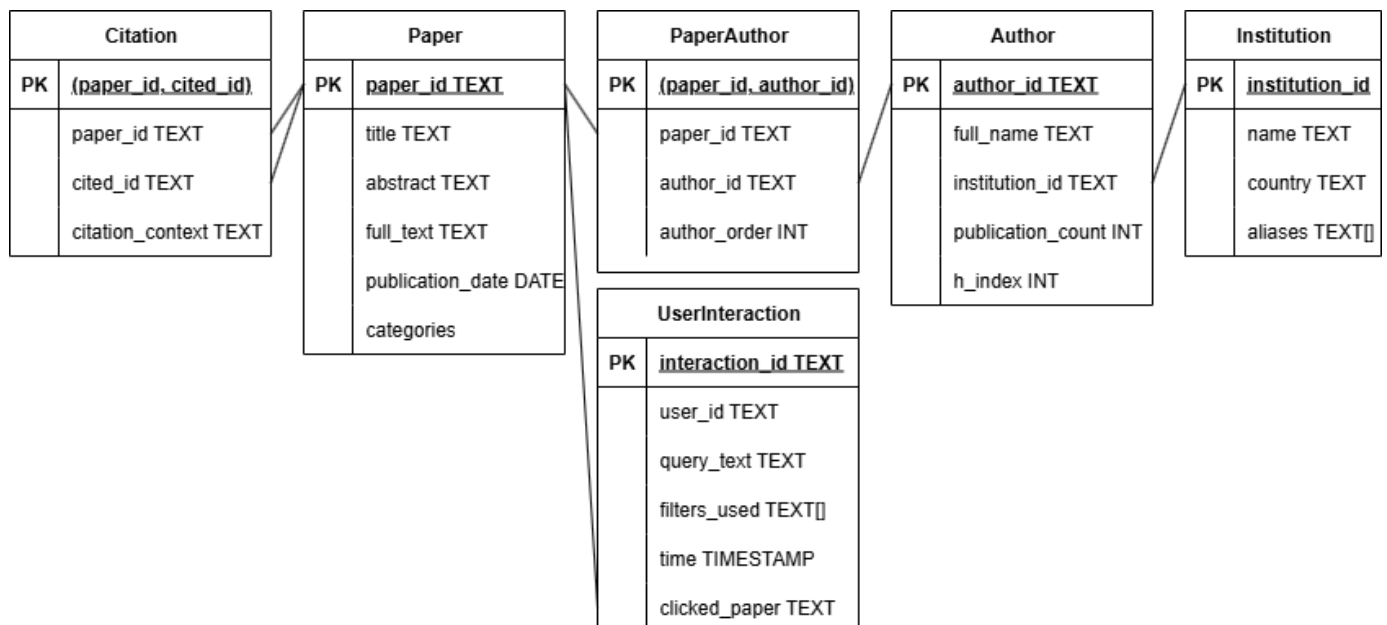 Citation
PK (paper_id, cited_id)
paper_id TEXT
cited_id TEXT
citation_context TEXT
Paper
PK paper_id TEXT
title TEXT
abstract TEXT
full_text TEXT
publication_date DATE
categories
PaperAuthor
PK (paper_id, author_id)
paper_id TEXT
author_id TEXT
author_order INT
Author
PK author_id TEXT
full_name TEXT
institution_id TEXT
publication_count INT
h_index INT
Institution
PK institution_id
name TEXT
country TEXT
aliases TEXT[]
UserInteraction
PK interaction_id TEXT
user_id TEXT
query_text TEXT
filters_used TEXT[]
time TIMESTAMP
clicked_paper TEXT